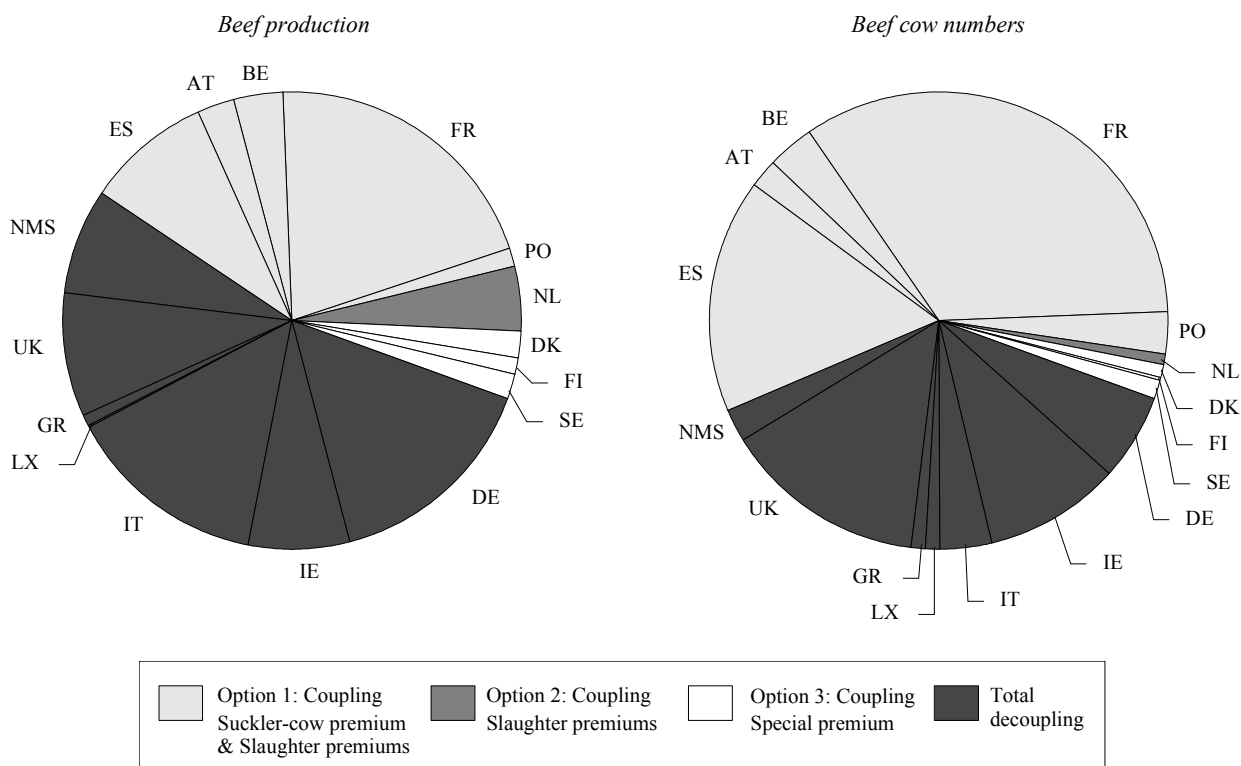 Beef production
Beef cow numbers
BE
AT
ES
FR
NMS
PO
NL
UK
DK
FI
SE
GR
LX
IT
DE
IE
BE
FR
AT
ES
PO
NL
NMS
DK
FI
SE
UK
DE
GR
IE
LX
IT
Option 1: Coupling
Suckler-cow premium
& Slaughter premiums
Option 2: Coupling
Slaughter premiums
Option 3: Coupling
Special premium
Total
decoupling